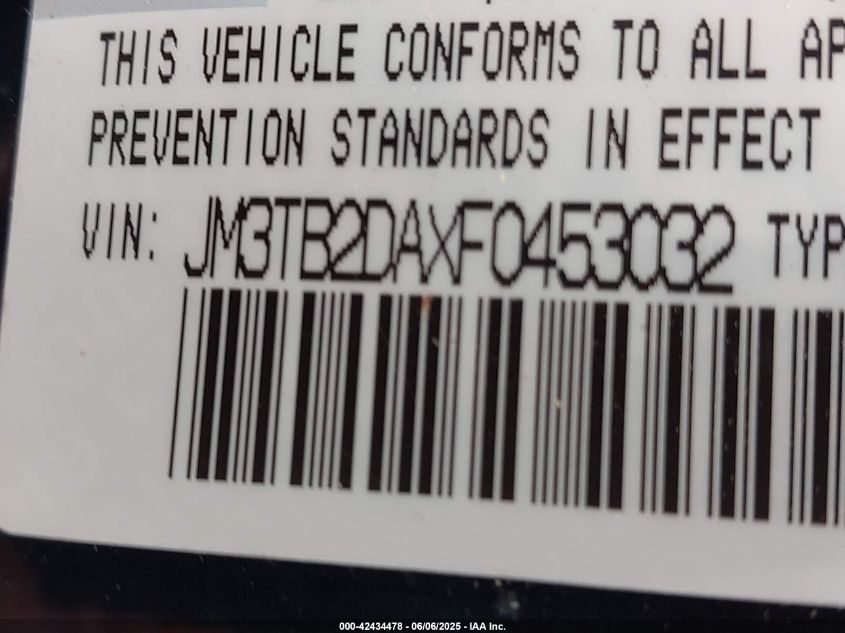 THIS VEHICLE CONFORMS TO ALL AP
PREVENTION STANDARDS IN EFFECT
VIN: JM3TB2DAXF0453032 TYP
000-42434478 - 06/06/2025 - IAA Inc.